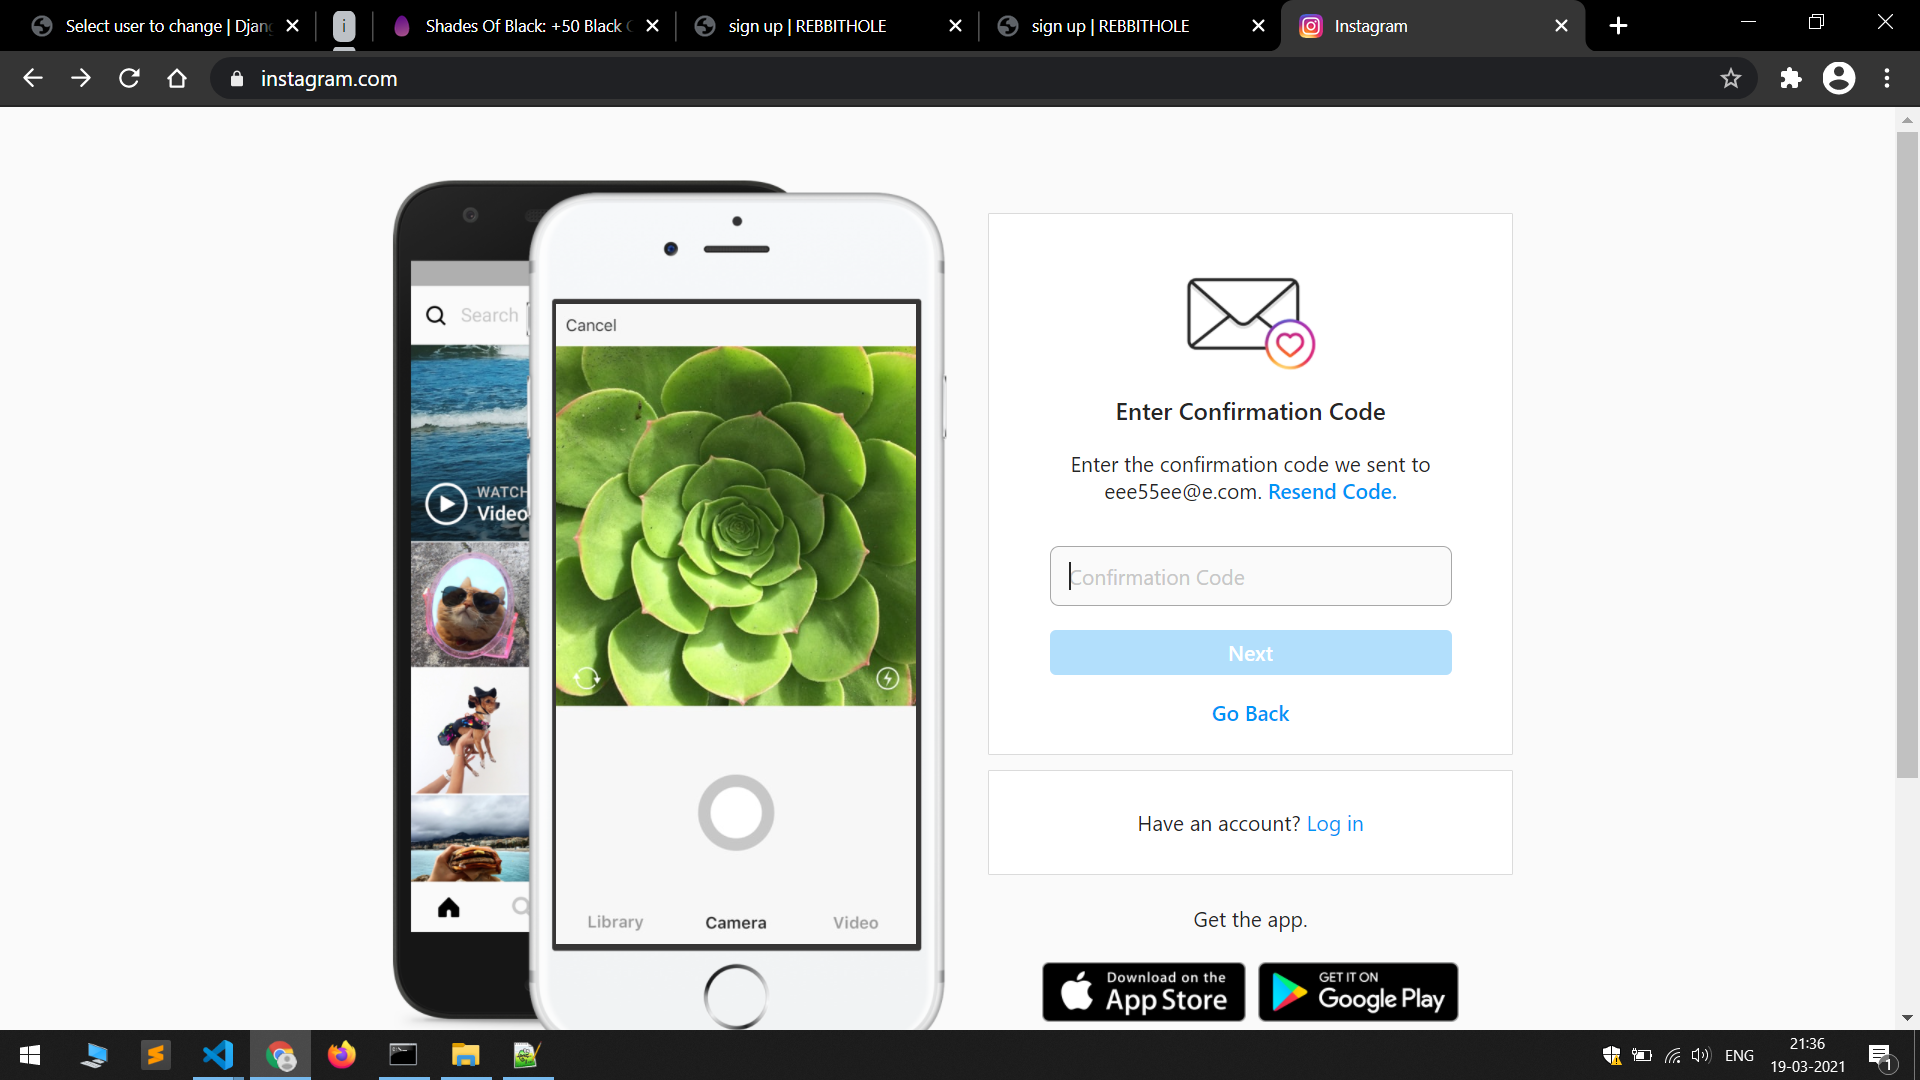 Select user to change | Djan
i
Shades Of Black: +50 Black
sign up | REBBITHOLE
sign up | REBBITHOLE
Instagram
instagram.com
Search
WATCH
Video
Cancel
Library
Camera
Video
Enter Confirmation Code
Enter the confirmation code we sent to
eee55ee@e.com. Resend Code.
Confirmation Code
Next
Go Back
Have an account? Log in
Get the app.
Download on the
App Store
GET IT ON
Google Play
ENG
21:36
19-03-2021
1